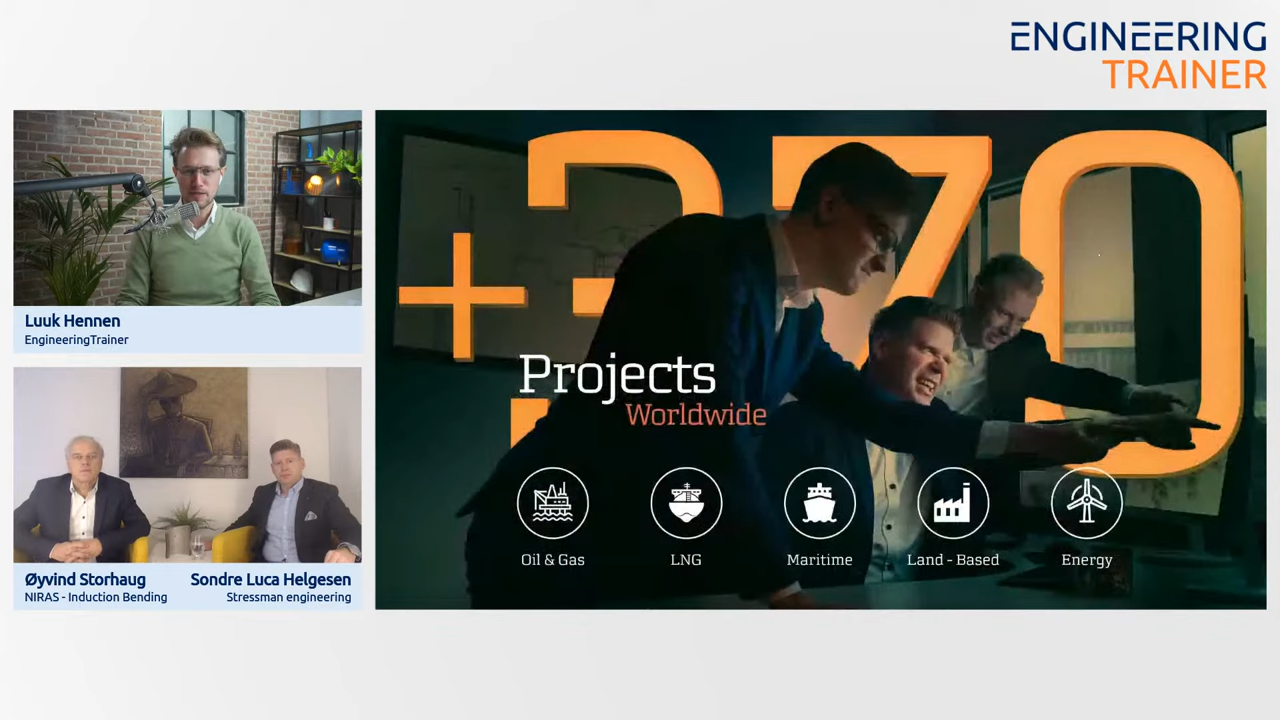 ENGINEERING
TRAINER
Luuk Hennen
EngineeringTrainer
Øyvind Storhaug
NIRAS - Induction Bending
Sondre Luca Helgesen
Stressman engineering
+370
Projects
Worldwide
Oil & Gas
LNG
Maritime
Land - Based
Energy